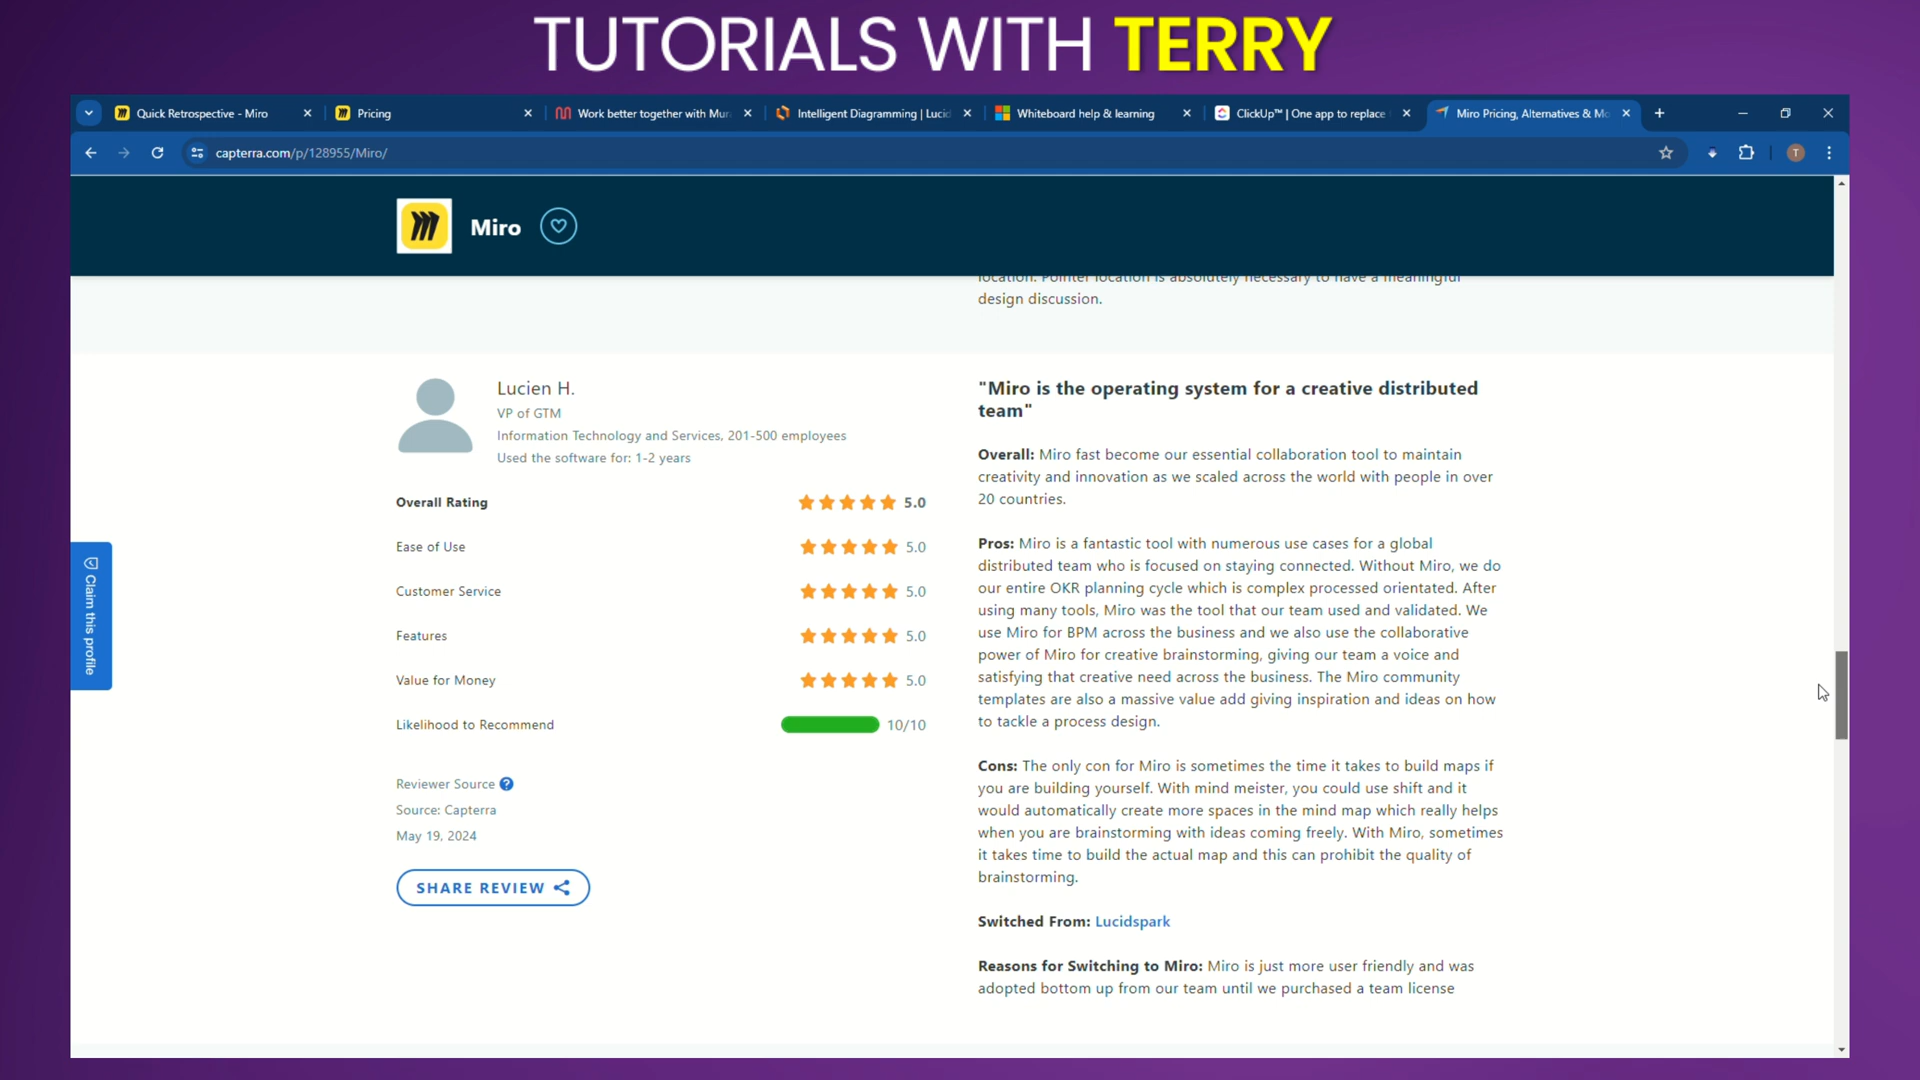 TUTORIALS WITH TERRY
Quick Retrospective - Miro
Pricing
Work better together with Mur
Intelligent Diagramming | Lucid
Whiteboard help & learning
ClickUp™ | One app to replace
Miro Pricing, Alternatives & Mo
capterra.com/p/128955/Miro/
T
Miro
location. Pointer location is absolutely necessary to have a meaningful
design discussion.
Lucien H.
VP of GTM
Information Technology and Services, 201-500 employees
Used the software for: 1-2 years
Overall Rating 5.0
Ease of Use 5.0
Customer Service 5.0
Features 5.0
Value for Money 5.0
Likelihood to Recommend 10/10
Reviewer Source ?
Source: Capterra
May 19, 2024
SHARE REVIEW
Claim this profile
"Miro is the operating system for a creative distributed
team"
Overall: Miro fast become our essential collaboration tool to maintain
creativity and innovation as we scaled across the world with people in over
20 countries.
Pros: Miro is a fantastic tool with numerous use cases for a global
distributed team who is focused on staying connected. Without Miro, we do
our entire OKR planning cycle which is complex processed orientated. After
using many tools, Miro was the tool that our team used and validated. We
use Miro for BPM across the business and we also use the collaborative
power of Miro for creative brainstorming, giving our team a voice and
satisfying that creative need across the business. The Miro community
templates are also a massive value add giving inspiration and ideas on how
to tackle a process design.
Cons: The only con for Miro is sometimes the time it takes to build maps if
you are building yourself. With mind meister, you could use shift and it
would automatically create more spaces in the mind map which really helps
when you are brainstorming with ideas coming freely. With Miro, sometimes
it takes time to build the actual map and this can prohibit the quality of
brainstorming.
Switched From: Lucidspark
Reasons for Switching to Miro: Miro is just more user friendly and was
adopted bottom up from our team until we purchased a team license